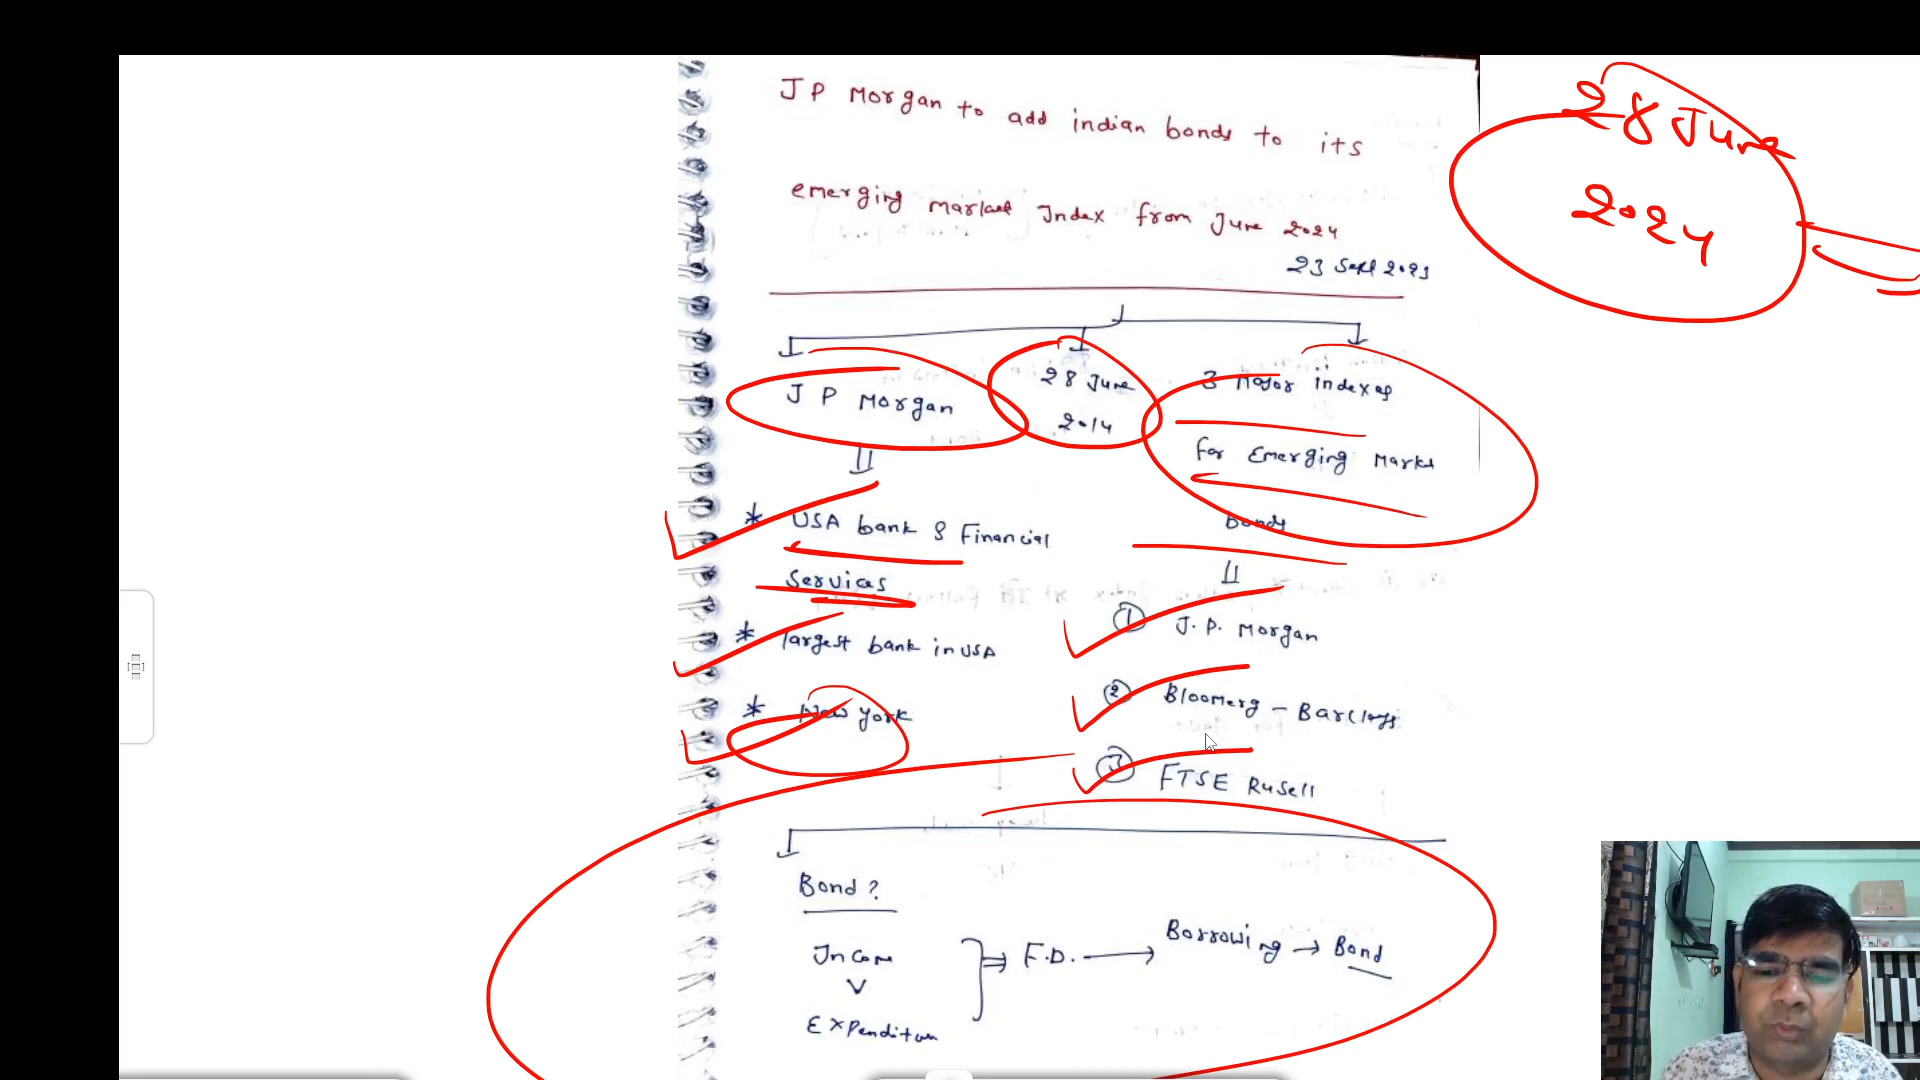 JP Morgan to add indian bonds to its
emerging market Index from June 2024
23 Sept 2023
28 June
2024
J P Morgan
28 June
2014
3 Major indexes
for Emerging Marks
Bonds
* USA bank & Financial
Services
* largest bank in USA
* New York
① J.P. Morgan
② Bloomerg - Barclays
③ FTSE Rusell
Bond ?
Income
V
Expenditure
F.D. → Borrowing → Bond